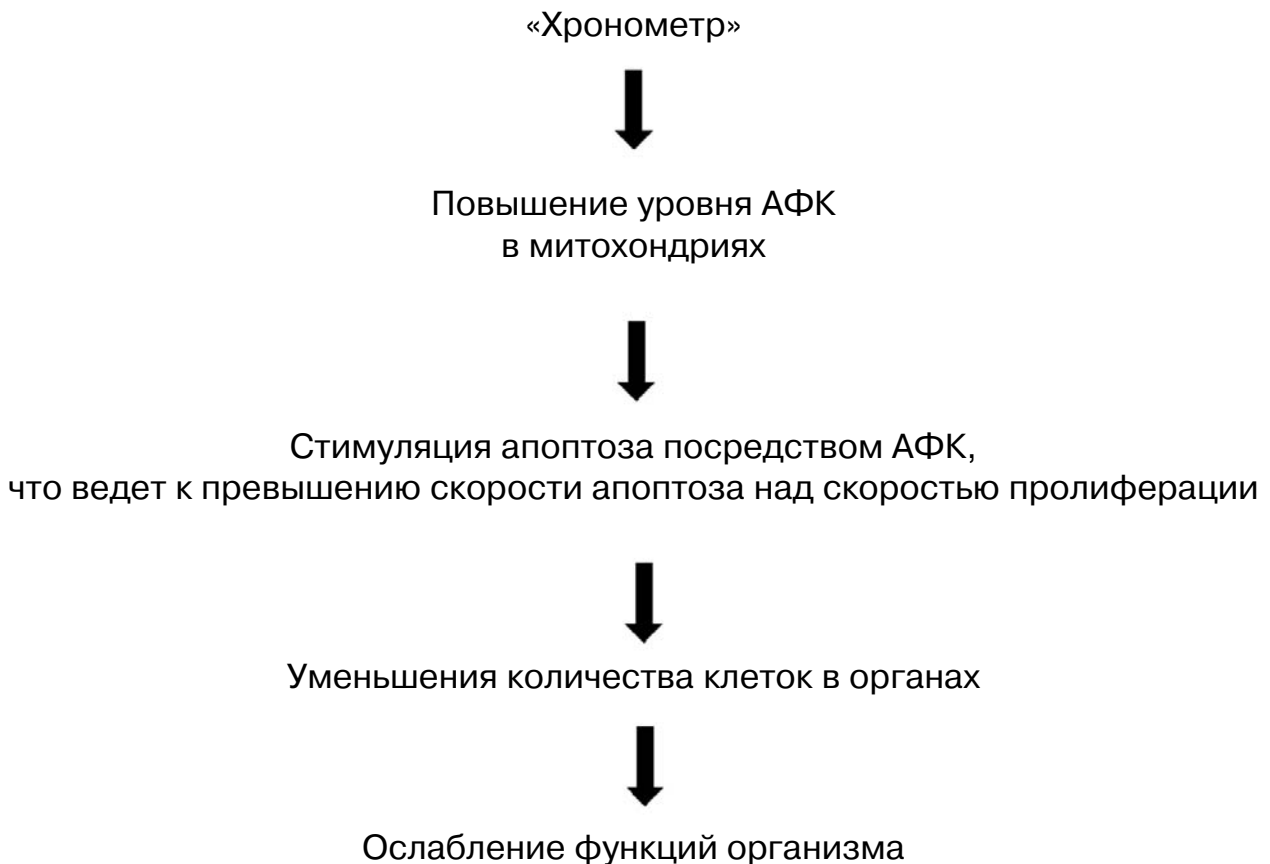 «Хронометр»
Повышение уровня АФК
в митохондриях
Стимуляция апоптоза посредством АФК,
что ведет к превышению скорости апоптоза над скоростью пролиферации
Уменьшения количества клеток в органах
Ослабление функций организма